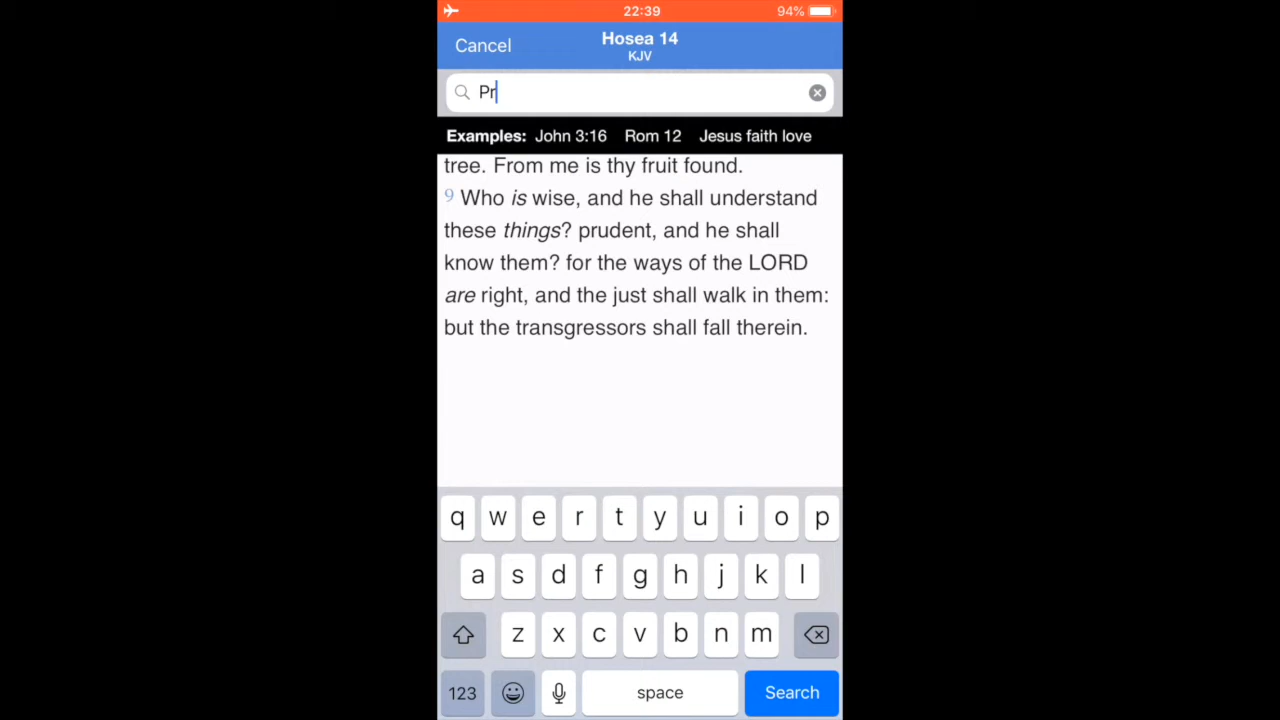 22:39
94%
Cancel
Hosea 14
KJV
Pr
Examples: John 3:16 Rom 12 Jesus faith love
tree. From me is thy fruit found.
9 Who is wise, and he shall understand
these things? prudent, and he shall
know them? for the ways of the LORD
are right, and the just shall walk in them:
but the transgressors shall fall therein.
q w e r t y u i o p
a s d f g h j k l
z x c v b n m
123 space Search